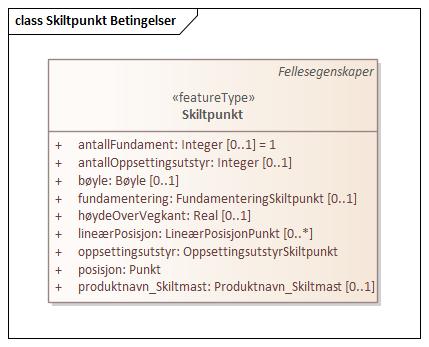 class Skiltpunkt Betingelser
Fellesegenskaper
«featureType»
Skiltpunkt
+ antallFundament: Integer [0..1] = 1
+ antallOppsettingsutstyr: Integer [0..1]
+ bøyle: Bøyle [0..1]
+ fundamentering: FundamenteringSkiltpunkt [0..1]
+ høydeOverVegkant: Real [0..1]
+ lineærPosisjon: LineærPosisjonPunkt [0..*]
+ oppsettingsutstyr: OppsettingsutstyrSkiltpunkt
+ posisjon: Punkt
+ produktnavn_Skiltmast: Produktnavn_Skiltmast [0..1]